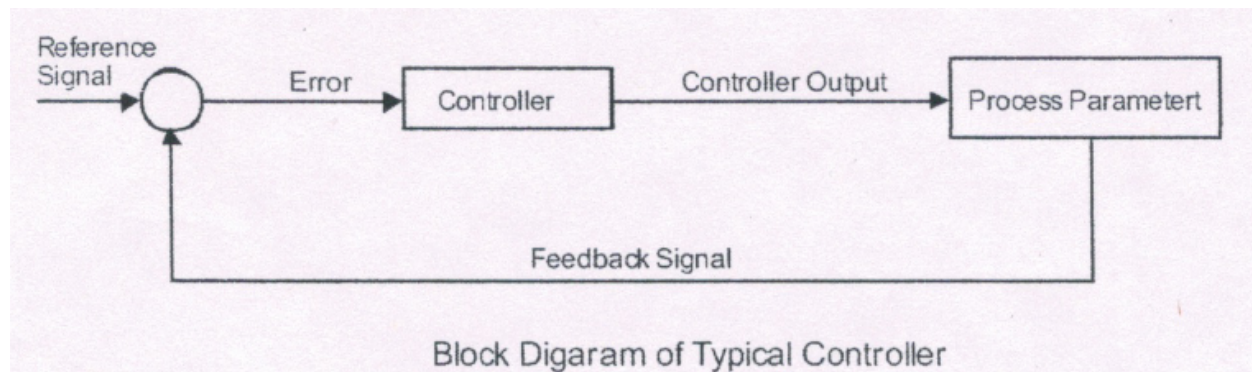 Reference
Signal
Error
Controller
Controller Output
Process Parametert
Feedback Signal
Block Digaram of Typical Controller